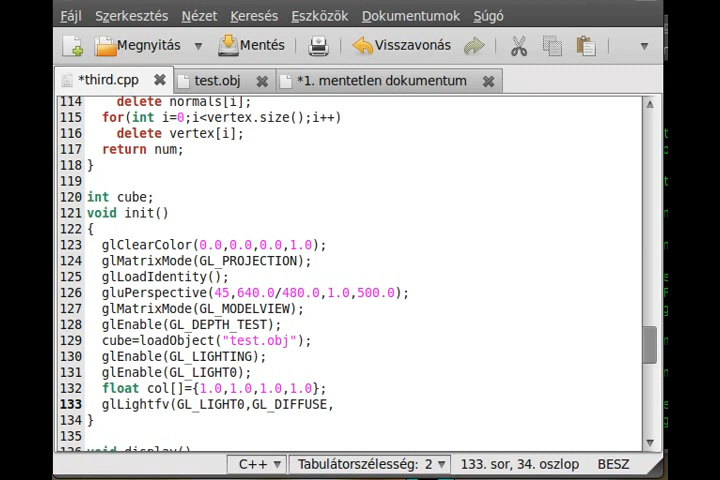 Fájl Szerkesztés Nézet Keresés Eszközök Dokumentumok Súgó
Megnyitás Mentés Visszavonás
*third.cpp test.obj *1. mentetlen dokumentum
114 delete normals[i];
115 for(int i=0;i<vertex.size();i++)
116 delete vertex[i];
117 return num;
118 }
119
120 int cube;
121 void init()
122 {
123 glClearColor(0.0,0.0,0.0,1.0);
124 glMatrixMode(GL_PROJECTION);
125 glLoadIdentity();
126 gluPerspective(45,640.0/480.0,1.0,500.0);
127 glMatrixMode(GL_MODELVIEW);
128 glEnable(GL_DEPTH_TEST);
129 cube=loadObject("test.obj");
130 glEnable(GL_LIGHTING);
131 glEnable(GL_LIGHT0);
132 float col[]={1.0,1.0,1.0,1.0};
133 glLightfv(GL_LIGHT0,GL_DIFFUSE,
134 }
135
136 void display()
C++ Tabulátorszélesség: 2 133. sor, 34. oszlop BESZ